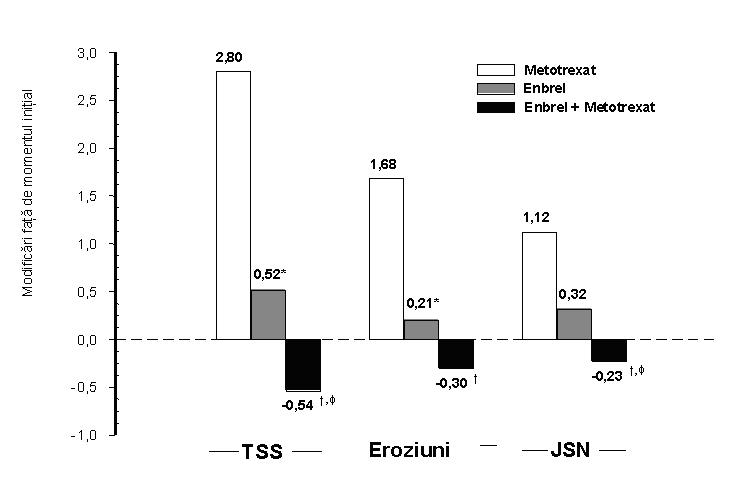 Modificări față de momentul inițial
3,0
2,5
2,0
1,5
1,0
0,5
0,0
-0,5
-1,0
Metotrexat
Enbrel
Enbrel + Metotrexat
2,80
0,52*
-0,54 †,ϕ
1,68
0,21*
-0,30 †
1,12
0,32
-0,23 †,ϕ
TSS
Eroziuni
JSN